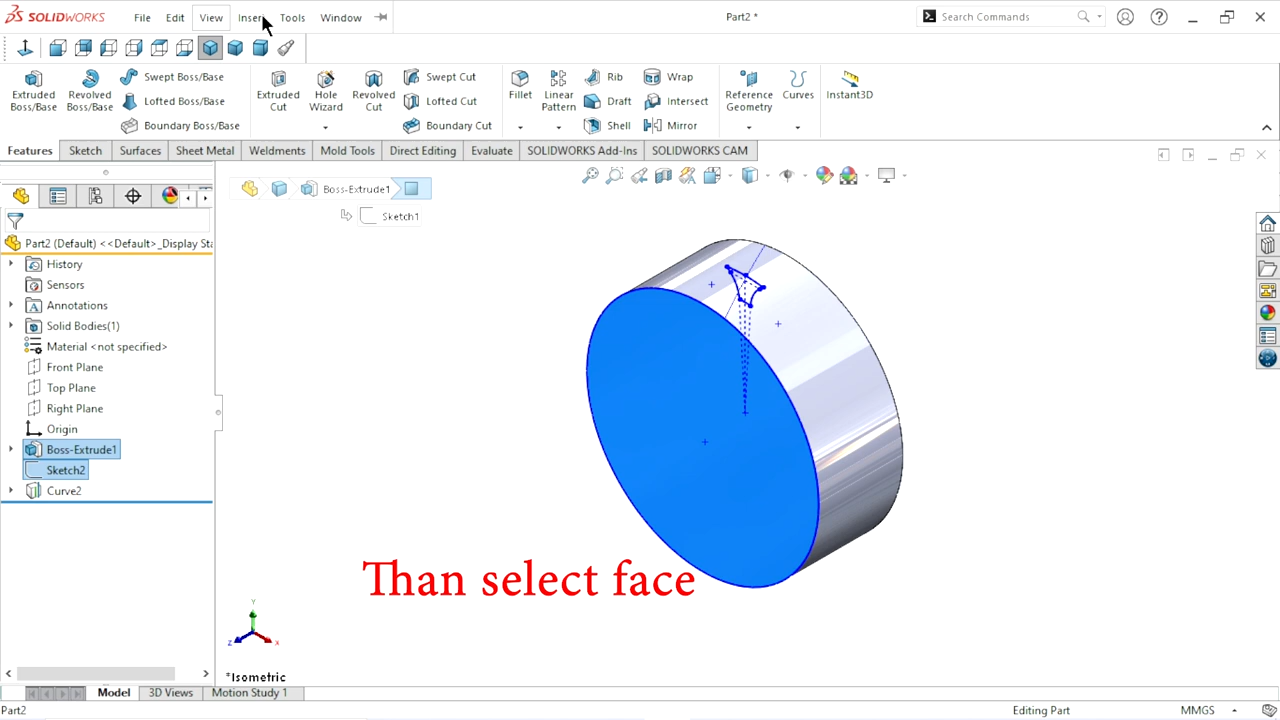 SOLIDWORKS File Edit View Insert Tools Window
Part2 *
Search Commands
Extruded Boss/Base
Revolved Boss/Base
Swept Boss/Base
Lofted Boss/Base
Boundary Boss/Base
Extruded Cut
Hole Wizard
Revolved Cut
Swept Cut
Lofted Cut
Boundary Cut
Fillet
Linear Pattern
Rib
Draft
Shell
Wrap
Intersect
Mirror
Reference Geometry
Curves
Instant3D
Features Sketch Surfaces Sheet Metal Weldments Mold Tools Direct Editing Evaluate SOLIDWORKS Add-Ins SOLIDWORKS CAM
Boss-Extrude1
Sketch1
Part2 (Default) <<Default>_Display Sta
History
Sensors
Annotations
Solid Bodies(1)
Material <not specified>
Front Plane
Top Plane
Right Plane
Origin
Boss-Extrude1
Sketch2
Curve2
Than select face
Y
Z
X
*Isometric
Model 3D Views Motion Study 1
Part2 Editing Part MMGS